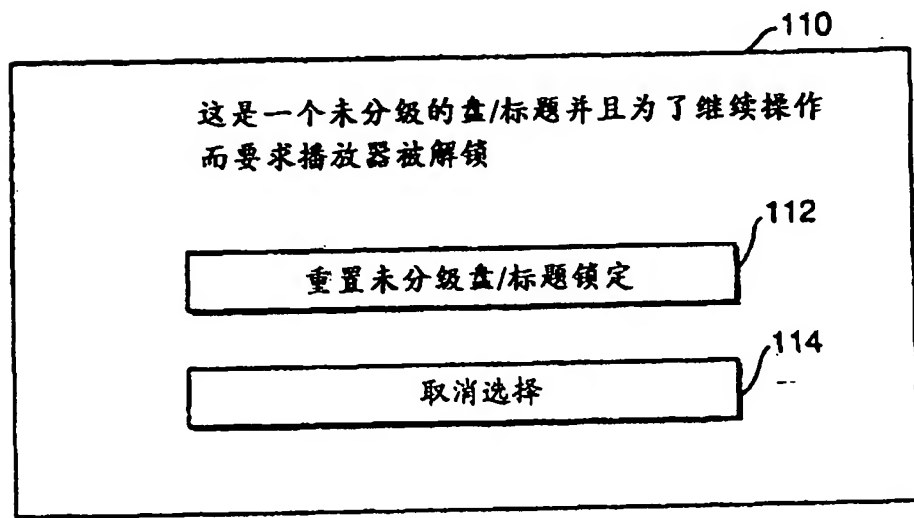 110
这是一个未分级的盘/标题并且为了继续操作
而要求播放器被解锁
112
重置未分级盘/标题锁定
114
取消选择